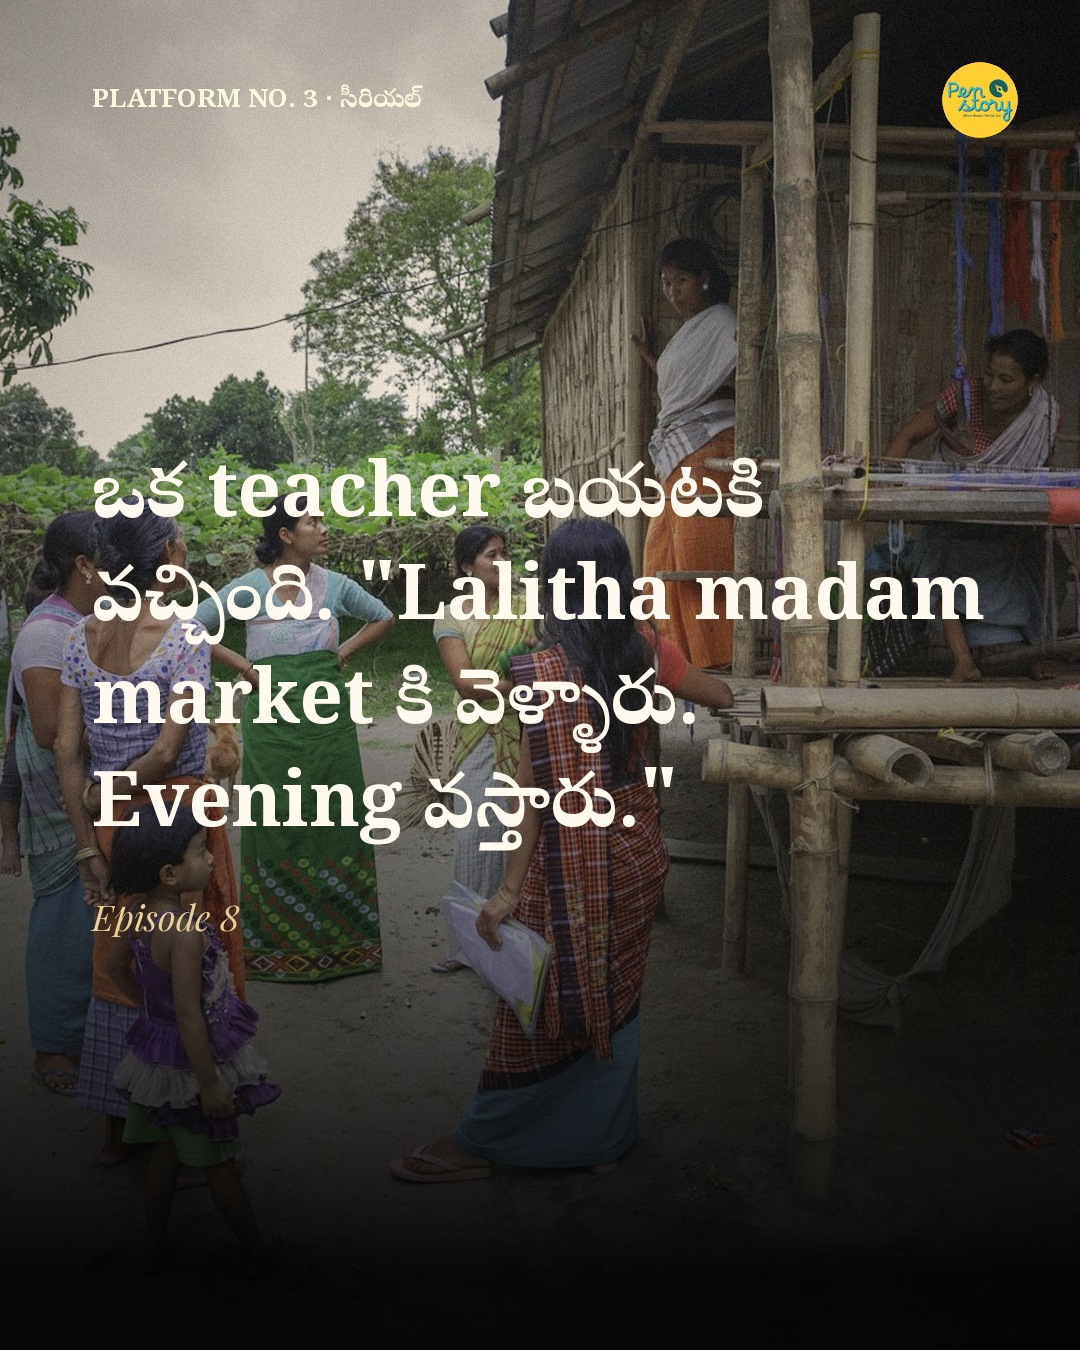 PLATFORM NO. 3 · సీరియల్
Pen
story
ఒక teacher బయటకి
వచ్చింది. "Lalitha madam
market కి వెళ్ళారు.
Evening వస్తారు."
Episode 8